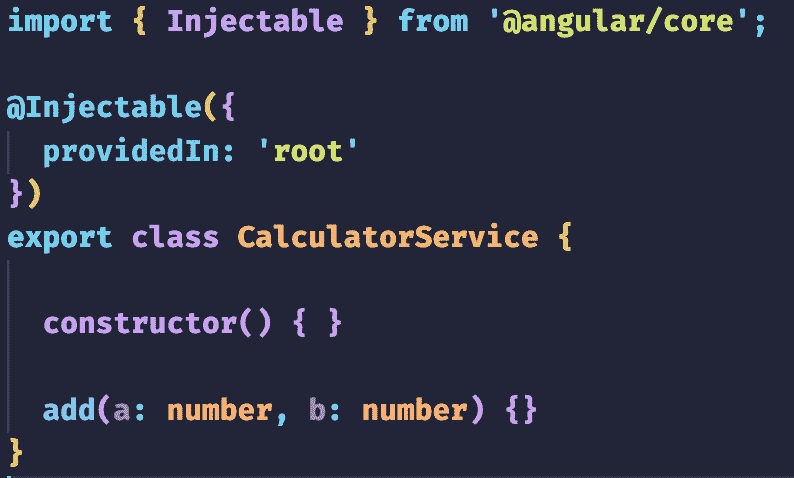 import { Injectable } from '@angular/core';
@Injectable({
providedIn: 'root'
})
export class CalculatorService {
constructor() { }
add(a: number, b: number) {}
}